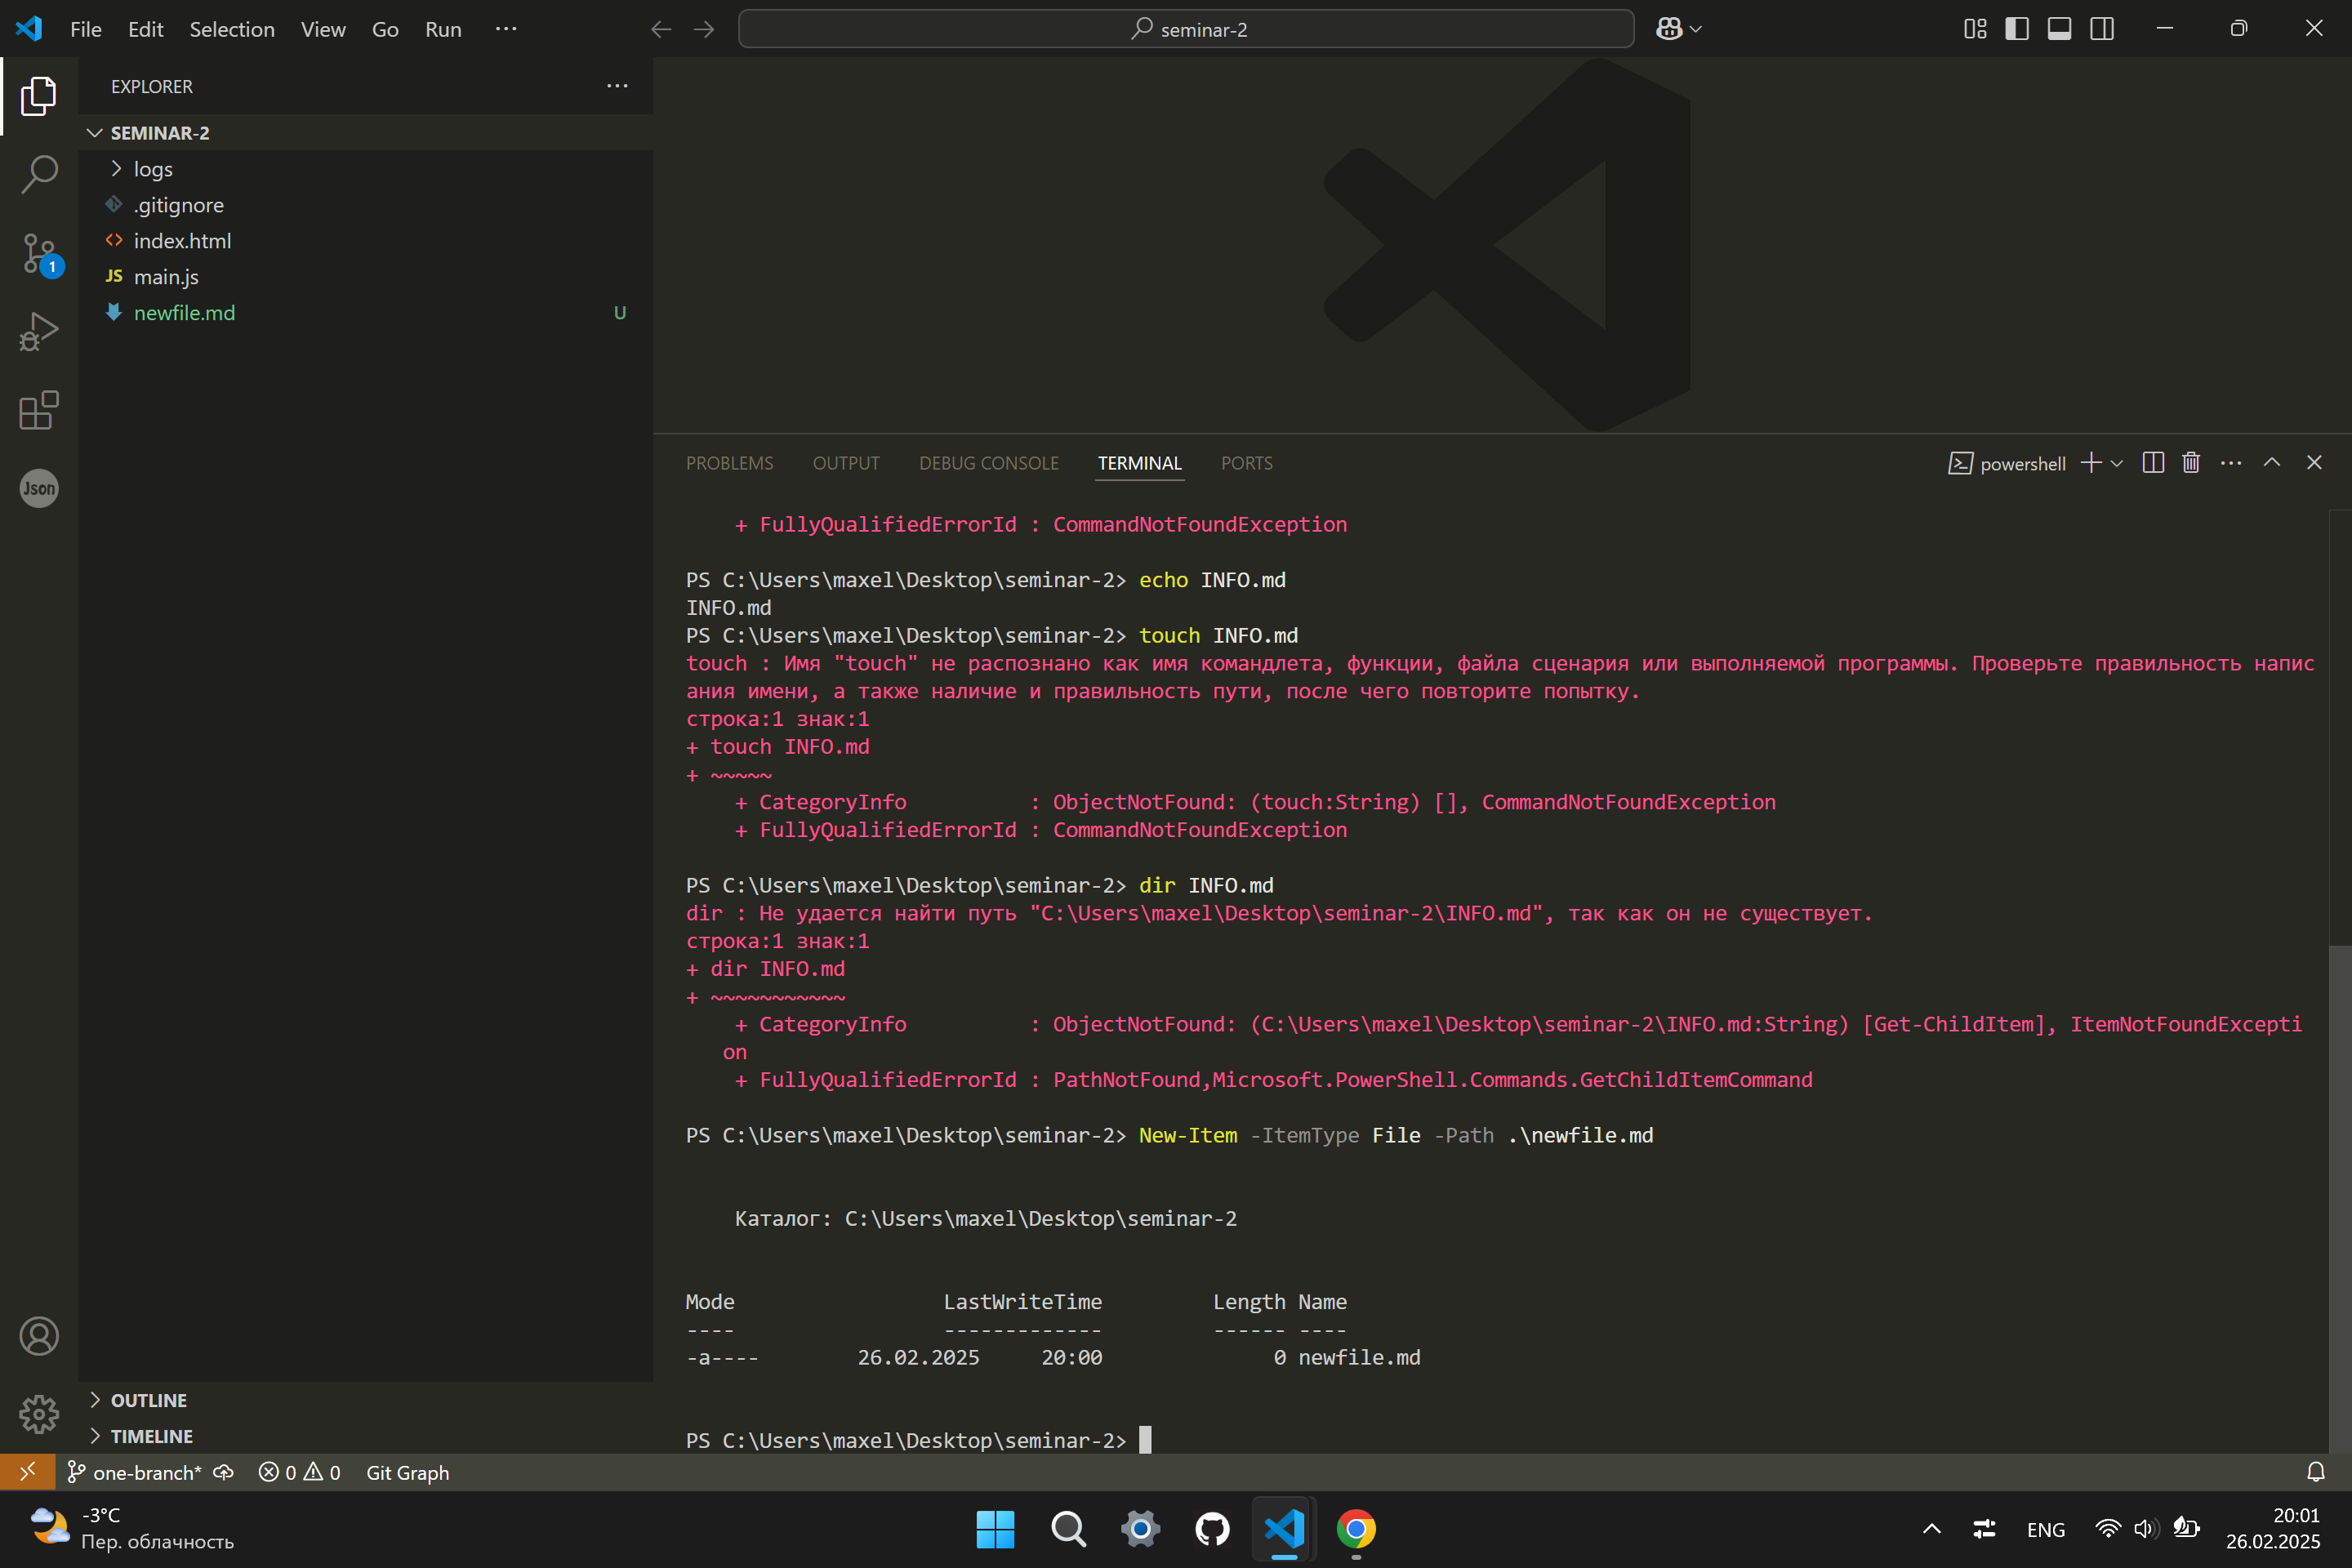 File Edit Selection View Go Run ···
seminar-2
EXPLORER ···
SEMINAR-2
logs
.gitignore
index.html
JS main.js
newfile.md U
1
Json
OUTLINE
TIMELINE
PROBLEMS OUTPUT DEBUG CONSOLE TERMINAL PORTS
powershell
    + FullyQualifiedErrorId : CommandNotFoundException
PS C:\Users\maxel\Desktop\seminar-2> echo INFO.md
INFO.md
PS C:\Users\maxel\Desktop\seminar-2> touch INFO.md
touch : Имя "touch" не распознано как имя командлета, функции, файла сценария или выполняемой программы. Проверьте правильность напис
ания имени, а также наличие и правильность пути, после чего повторите попытку.
строка:1 знак:1
+ touch INFO.md
+ ~~~~~
    + CategoryInfo          : ObjectNotFound: (touch:String) [], CommandNotFoundException
    + FullyQualifiedErrorId : CommandNotFoundException
PS C:\Users\maxel\Desktop\seminar-2> dir INFO.md
dir : Не удается найти путь "C:\Users\maxel\Desktop\seminar-2\INFO.md", так как он не существует.
строка:1 знак:1
+ dir INFO.md
+ ~~~~~~~~~~~
    + CategoryInfo          : ObjectNotFound: (C:\Users\maxel\Desktop\seminar-2\INFO.md:String) [Get-ChildItem], ItemNotFoundExcepti
   on
    + FullyQualifiedErrorId : PathNotFound,Microsoft.PowerShell.Commands.GetChildItemCommand
PS C:\Users\maxel\Desktop\seminar-2> New-Item -ItemType File -Path .\newfile.md
    Каталог: C:\Users\maxel\Desktop\seminar-2
Mode                 LastWriteTime         Length Name
----                 -------------         ------ ----
-a----        26.02.2025     20:00              0 newfile.md
PS C:\Users\maxel\Desktop\seminar-2>
one-branch* 0 0 Git Graph
-3°C
Пер. облачность
ENG
20:01
26.02.2025